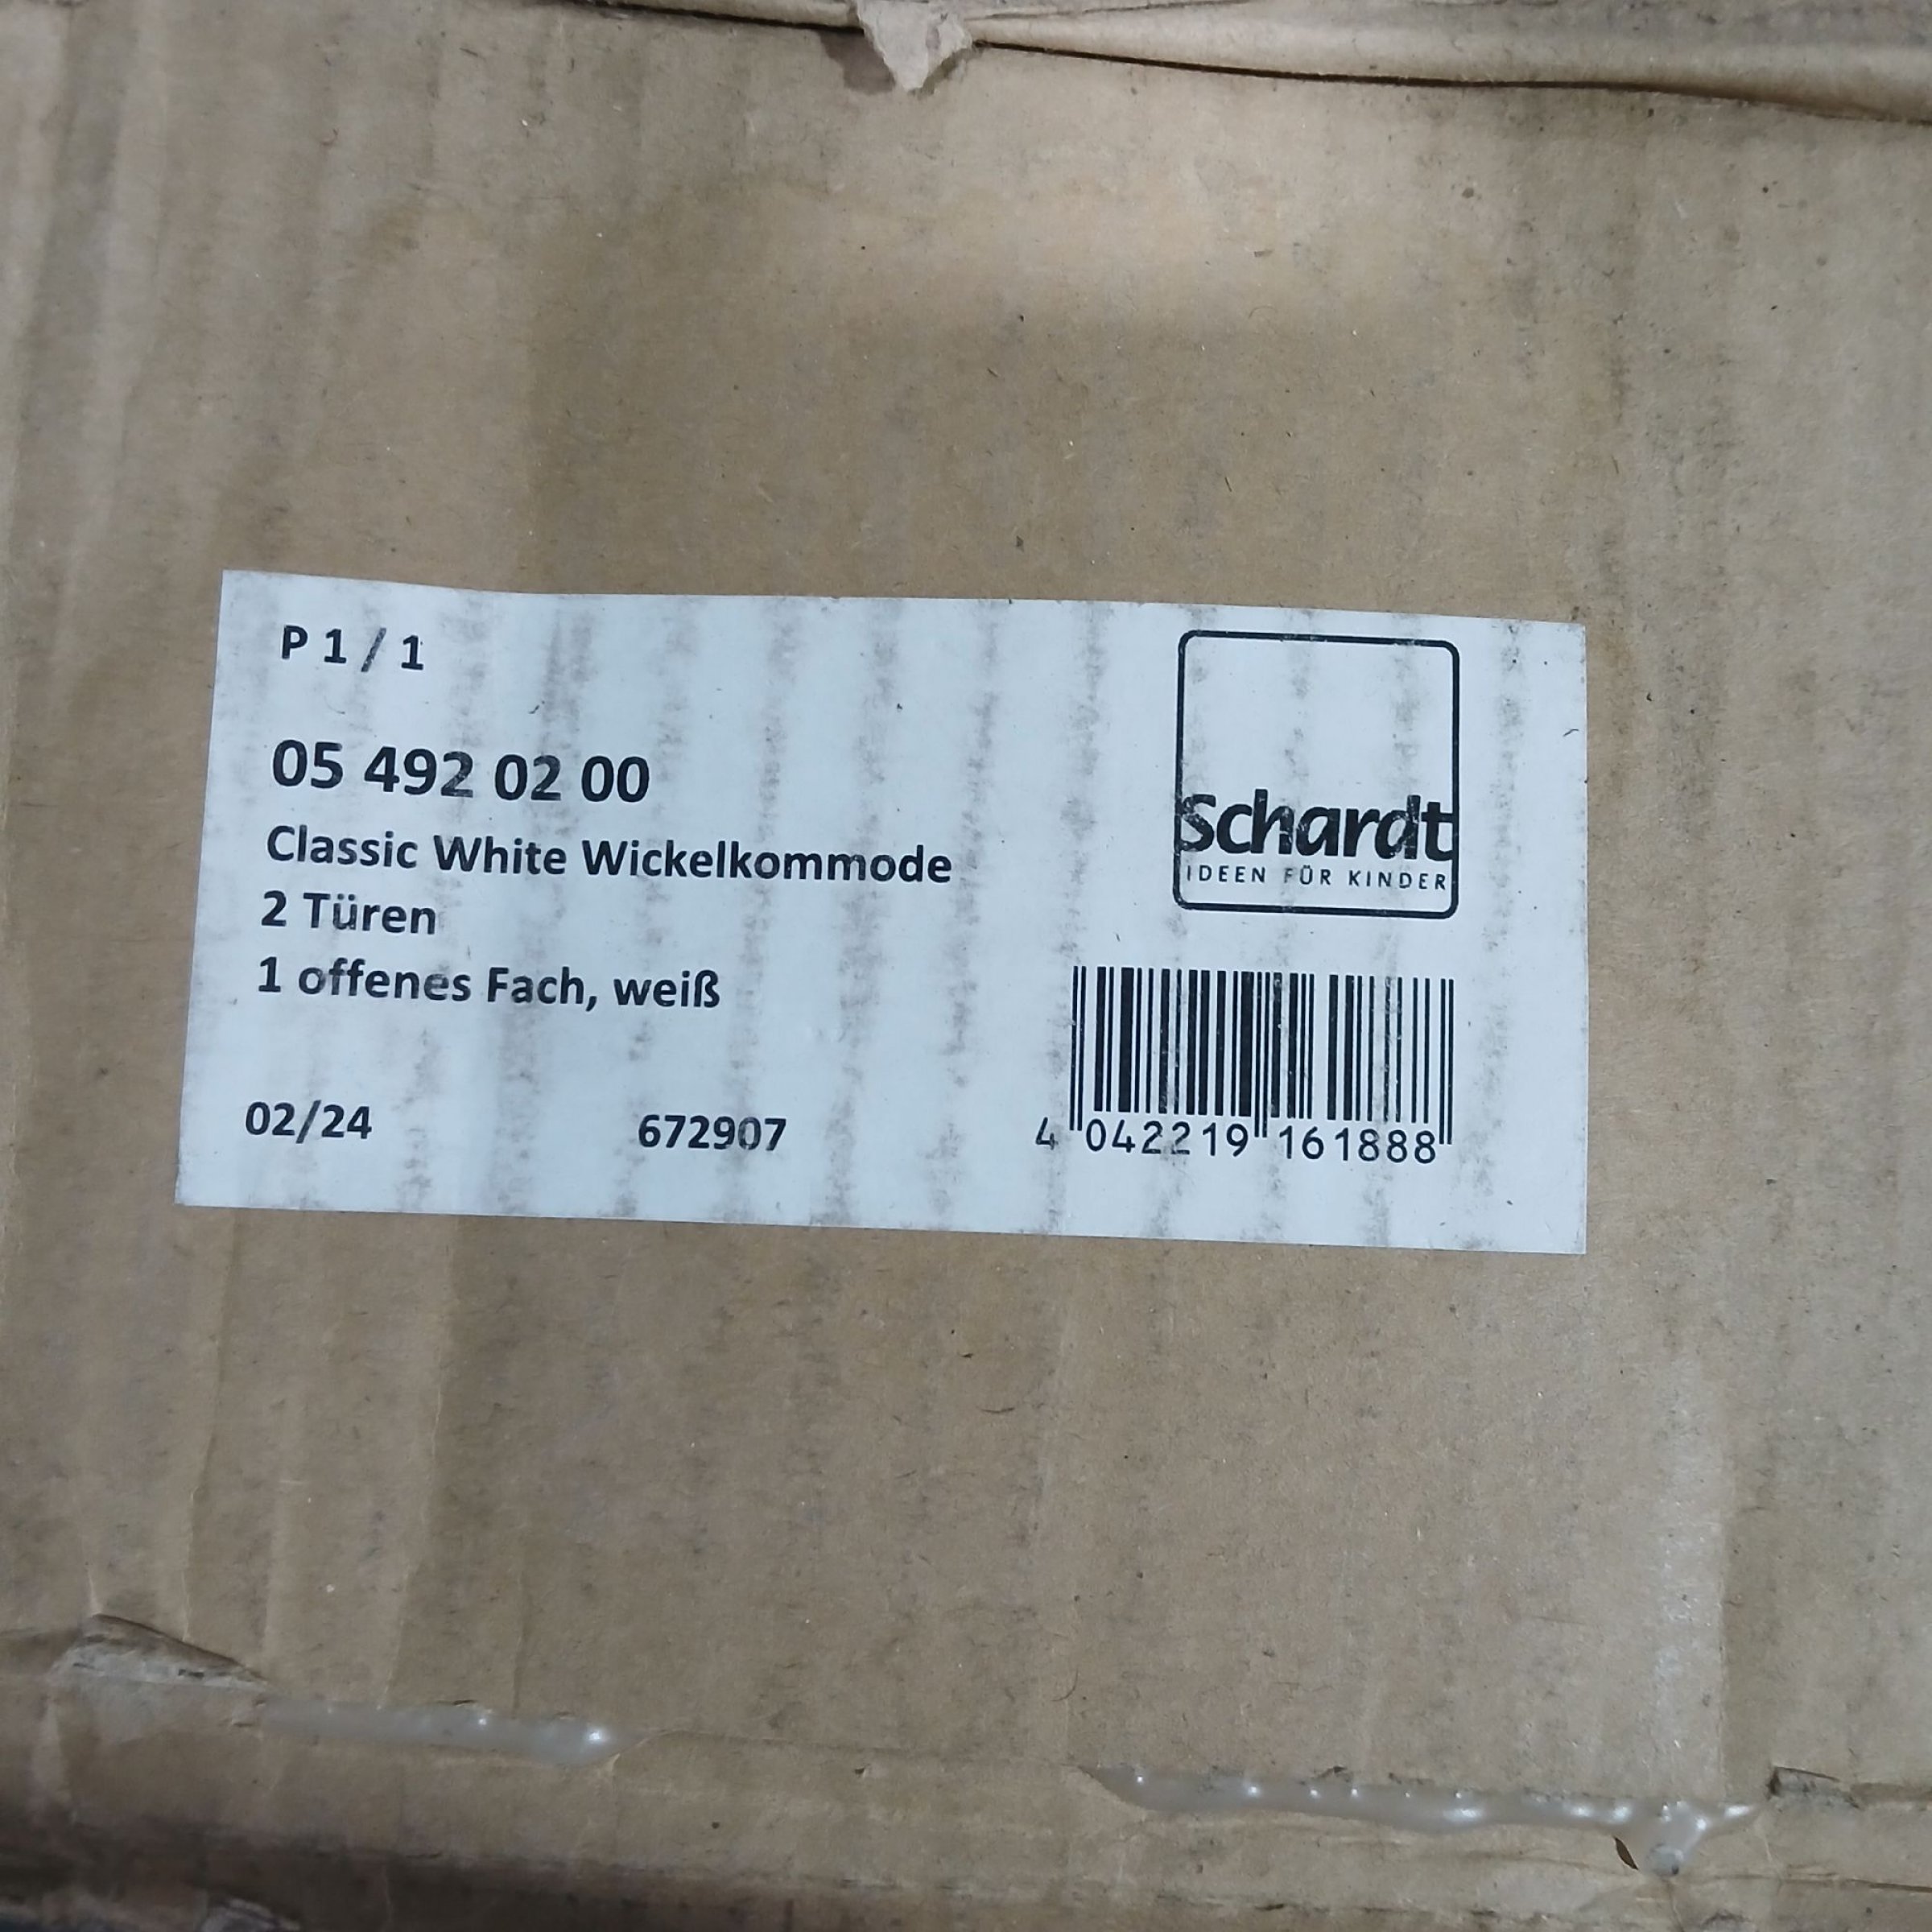 P 1 / 1
05 492 02 00
Classic White Wickelkommode
2 Türen
1 offenes Fach, weiß
02/24
672907
Schardt
IDEEN FÜR KINDER
4 042219 161888